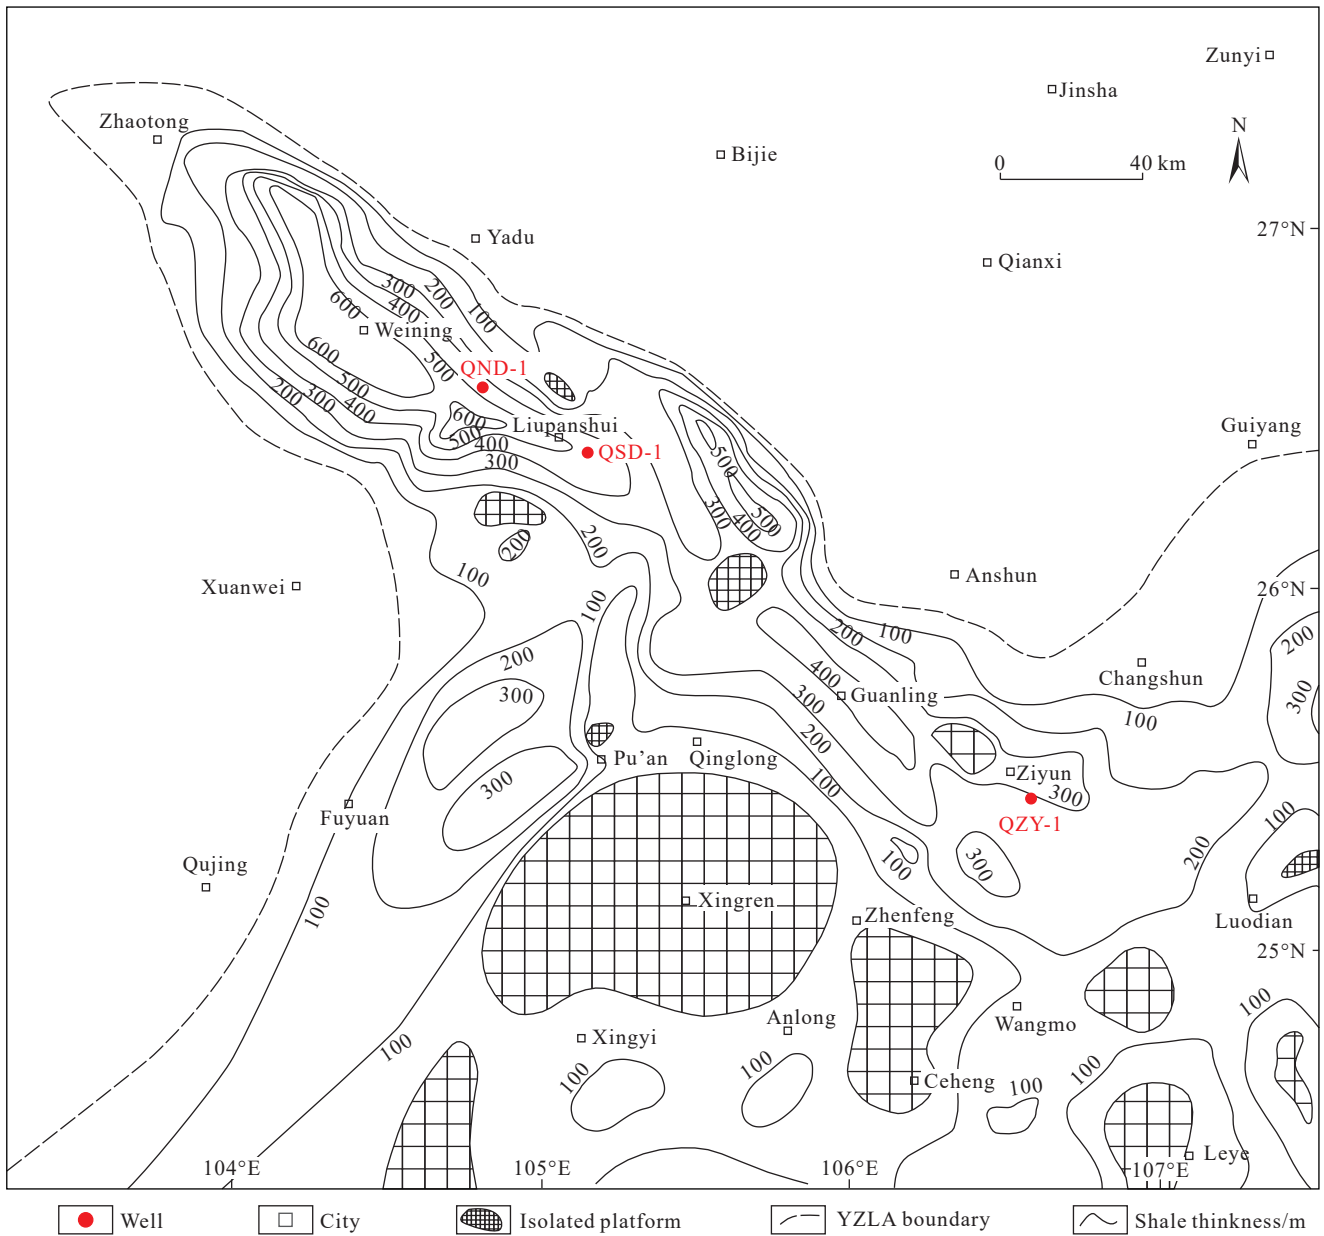 Zunyi
Jinsha
N
Zhaotong
Bijie
0 40 km
27°N
Yadu
Qianxi
300
200
400
600
100
Weining
600
500
QND-1
500
200
300
400
600
Liupanshui
Guiyang
500
400
QSD-1
300
500
300
400
500
200
200
100
Xuanwei
Anshun
26°N
100
200
100
200
200
400
Changshun
300
300
Guanling
300
100
200
Pu’an
Qinglong
Ziyun
300
100
300
Fuyuan
QZY-1
100
Qujing
100
300
200
100
Xingren
Zhenfeng
Luodian
25°N
100
Anlong
Wangmo
Xingyi
100
100
100
100
Ceheng
100
104°E
105°E
106°E
107°E
Leye
Well
City
Isolated platform
YZLA boundary
Shale thinkness/m